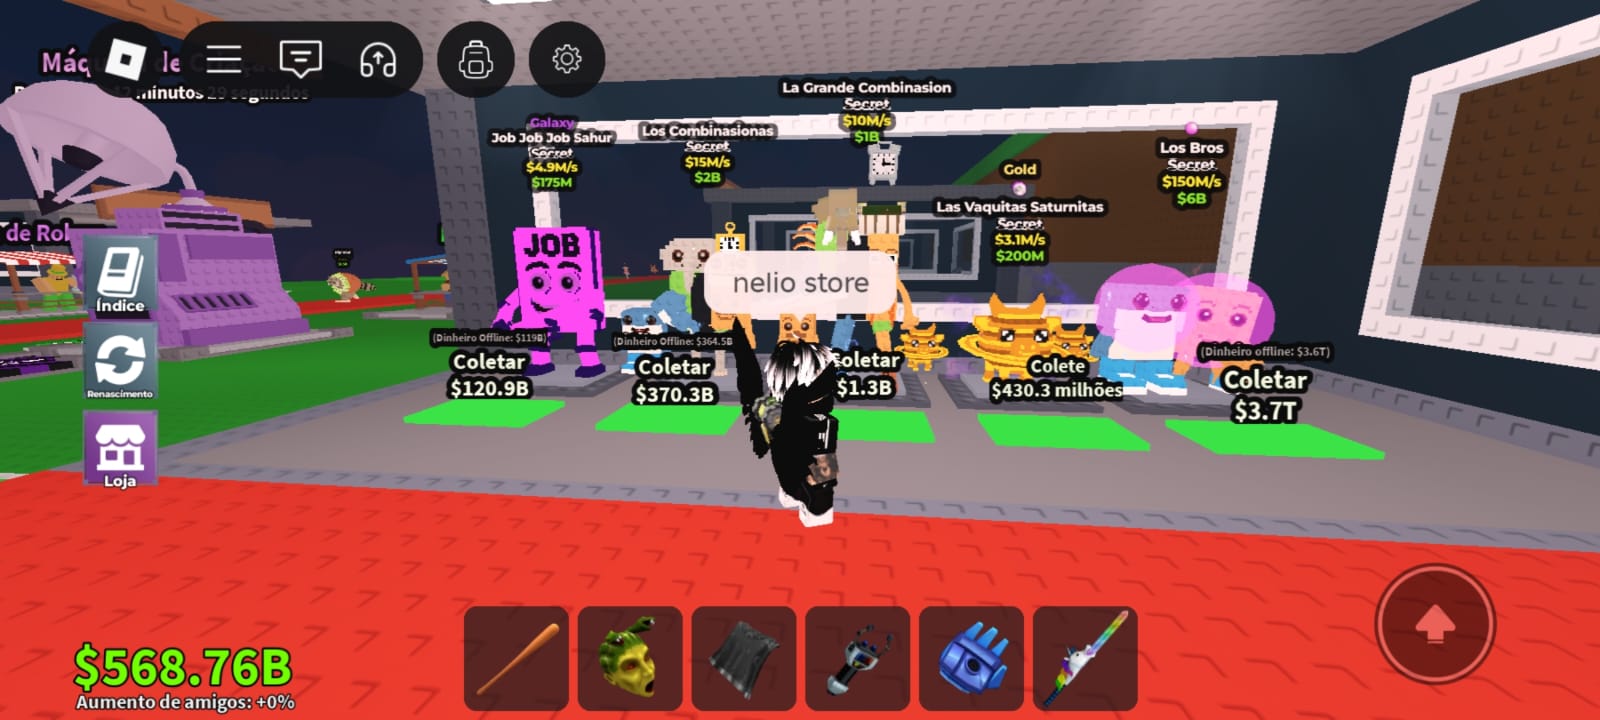 La Grande Combinasion
Secret
$10M/s
$1B
Galaxy
Job Job Job Sahur
Secret
$4.9M/s
$175M
Los Combinasionas
Secret
$15M/s
$2B
Gold
Las Vaquitas Saturnitas
Secret
$3.1M/s
$200M
Los Bros
Secret
$150M/s
$6B
minutos 29 segundos
de Rol
JOB
nelio store
Índice
Renascimento
Loja
(Dinheiro Offline: $119B)
Coletar
$120.9B
(Dinheiro Offline: $364.5B
Coletar
$370.3B
Coletar
$1.3B
Colete
$430.3 milhões
(Dinheiro offline: $3.6T)
Coletar
$3.7T
$568.76B
Aumento de amigos: +0%